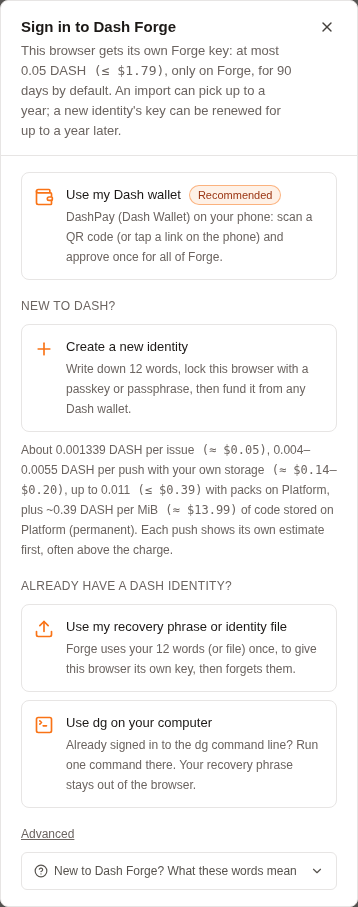 Sign in to Dash Forge
This browser gets its own Forge key: at most
0.05 DASH (≤ $1.79), only on Forge, for 90
days by default. An import can pick up to a
year; a new identity's key can be renewed for
up to a year later.
Use my Dash wallet Recommended
DashPay (Dash Wallet) on your phone: scan a
QR code (or tap a link on the phone) and
approve once for all of Forge.
NEW TO DASH?
Create a new identity
Write down 12 words, lock this browser with a
passkey or passphrase, then fund it from any
Dash wallet.
About 0.001339 DASH per issue (≈ $0.05), 0.004–
0.0055 DASH per push with your own storage (≈ $0.14–
$0.20), up to 0.011 (≤ $0.39) with packs on Platform,
plus ~0.39 DASH per MiB (≈ $13.99) of code stored on
Platform (permanent). Each push shows its own estimate
first, often above the charge.
ALREADY HAVE A DASH IDENTITY?
Use my recovery phrase or identity file
Forge uses your 12 words (or file) once, to give
this browser its own key, then forgets them.
Use dg on your computer
Already signed in to the dg command line? Run
one command there. Your recovery phrase
stays out of the browser.
Advanced
New to Dash Forge? What these words mean